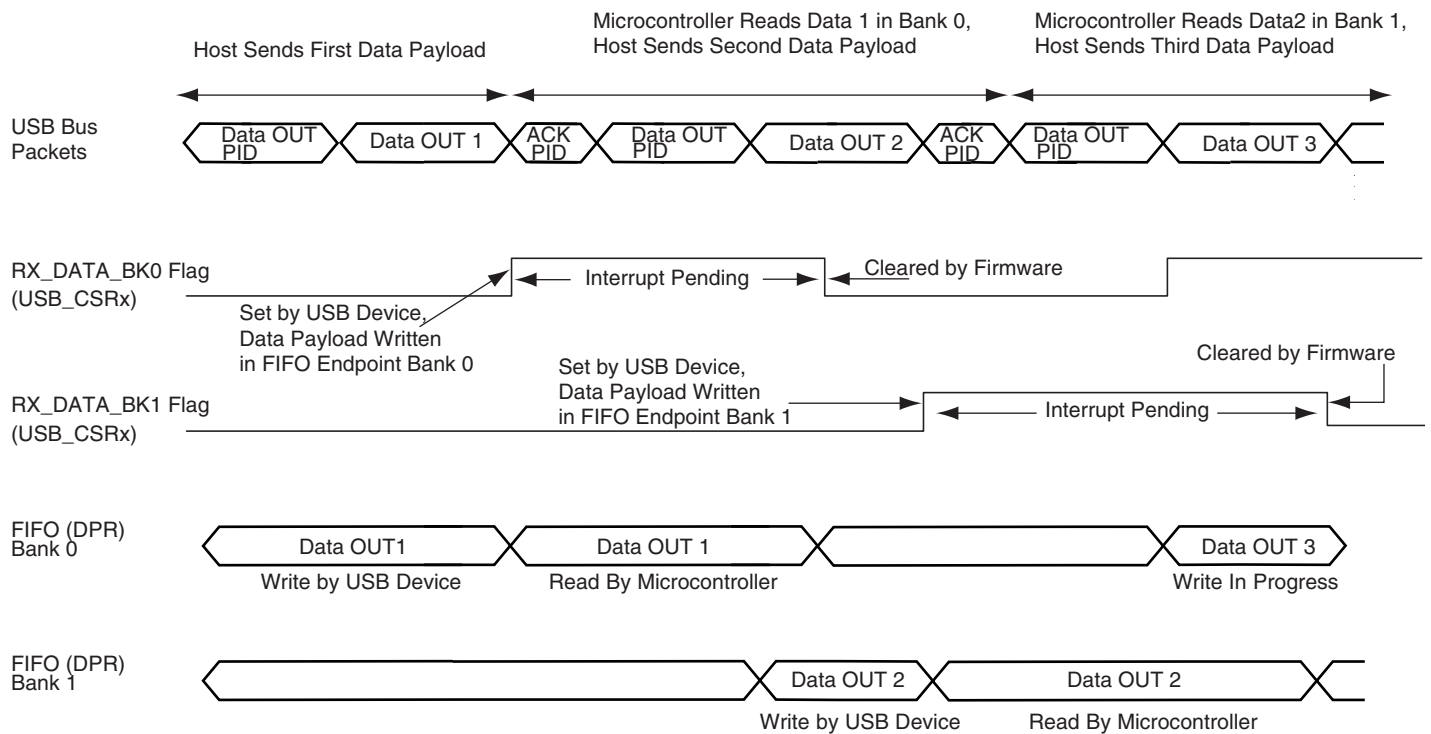 Host Sends First Data Payload
Microcontroller Reads Data 1 in Bank 0,
Host Sends Second Data Payload
Microcontroller Reads Data2 in Bank 1,
Host Sends Third Data Payload
USB Bus
Packets
Data OUT
PID
Data OUT 1
ACK
PID
Data OUT
PID
Data OUT 2
ACK
PID
Data OUT
PID
Data OUT 3
RX_DATA_BK0 Flag
(USB_CSRx)
Interrupt Pending
Cleared by Firmware
Set by USB Device,
Data Payload Written
in FIFO Endpoint Bank 0
RX_DATA_BK1 Flag
(USB_CSRx)
Set by USB Device,
Data Payload Written
in FIFO Endpoint Bank 1
Interrupt Pending
Cleared by Firmware
FIFO (DPR)
Bank 0
Data OUT1
Data OUT 1
Data OUT 3
Write by USB Device
Read By Microcontroller
Write In Progress
FIFO (DPR)
Bank 1
Data OUT 2
Data OUT 2
Write by USB Device
Read By Microcontroller